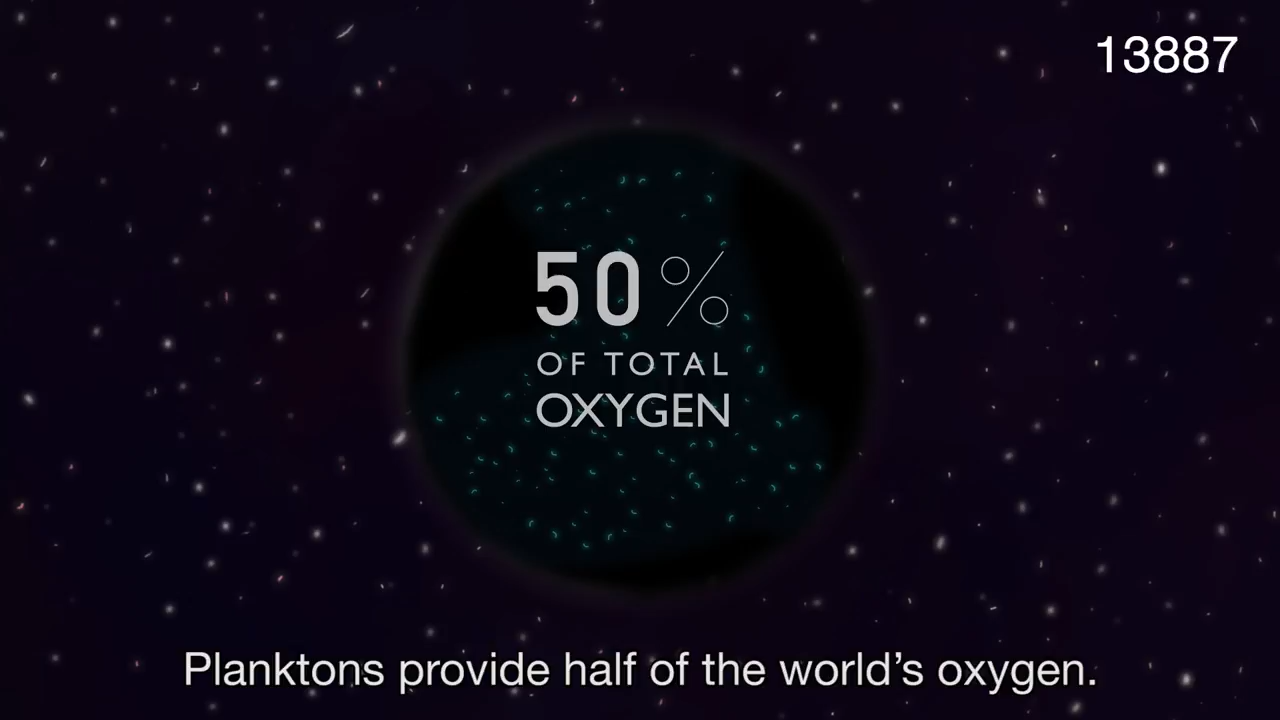 13887
50%
OF TOTAL
OXYGEN
Planktons provide half of the world’s oxygen.